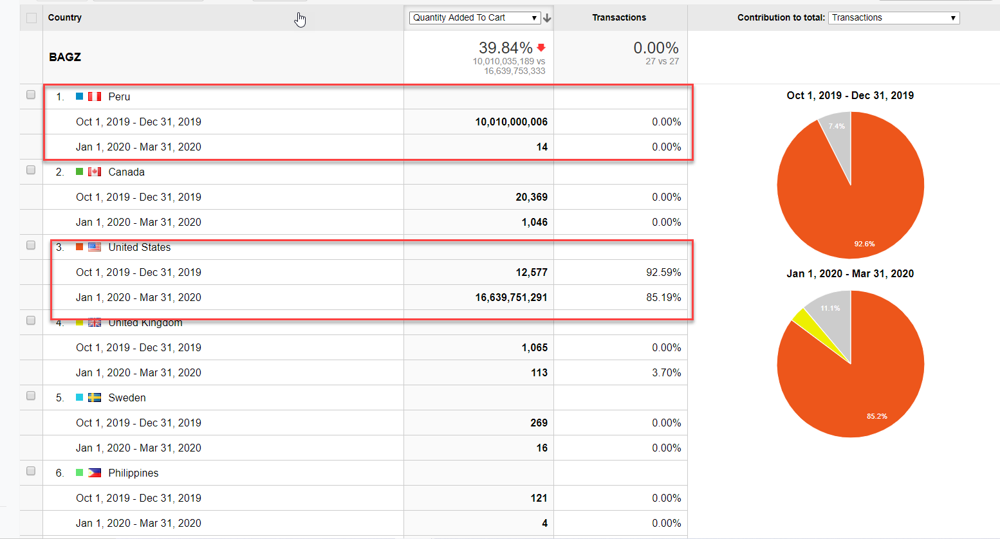 Country Quantity Added To Cart Transactions Contribution to total: Transactions
BAGZ 39.84% 0.00%
10,010,035,189 vs 27 vs 27
16,639,753,333
1. Peru
Oct 1, 2019 - Dec 31, 2019 10,010,000,006 0.00%
Jan 1, 2020 - Mar 31, 2020 14 0.00%
2. Canada
Oct 1, 2019 - Dec 31, 2019 20,369 0.00%
Jan 1, 2020 - Mar 31, 2020 1,046 0.00%
3. United States
Oct 1, 2019 - Dec 31, 2019 12,577 92.59%
Jan 1, 2020 - Mar 31, 2020 16,639,751,291 85.19%
4. United Kingdom
Oct 1, 2019 - Dec 31, 2019 1,065 0.00%
Jan 1, 2020 - Mar 31, 2020 113 3.70%
5. Sweden
Oct 1, 2019 - Dec 31, 2019 269 0.00%
Jan 1, 2020 - Mar 31, 2020 16 0.00%
6. Philippines
Oct 1, 2019 - Dec 31, 2019 121 0.00%
Jan 1, 2020 - Mar 31, 2020 4 0.00%
Oct 1, 2019 - Dec 31, 2019
7.4%
92.6%
Jan 1, 2020 - Mar 31, 2020
11.1%
85.2%